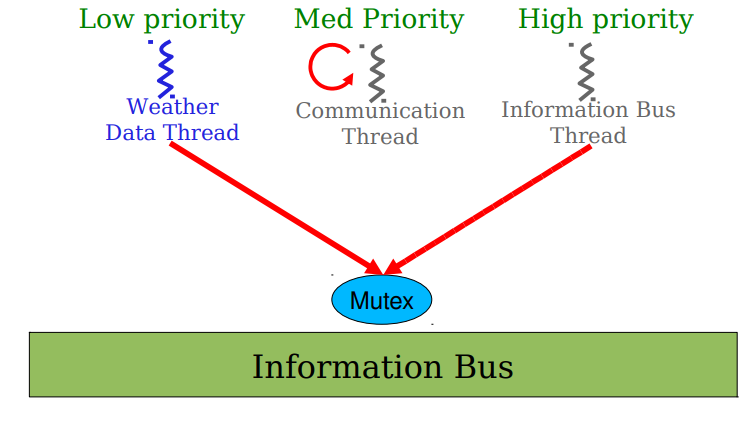 Low priority
Med Priority
High priority
Weather
Data Thread
Communication
Thread
Information Bus
Thread
Mutex
Information Bus